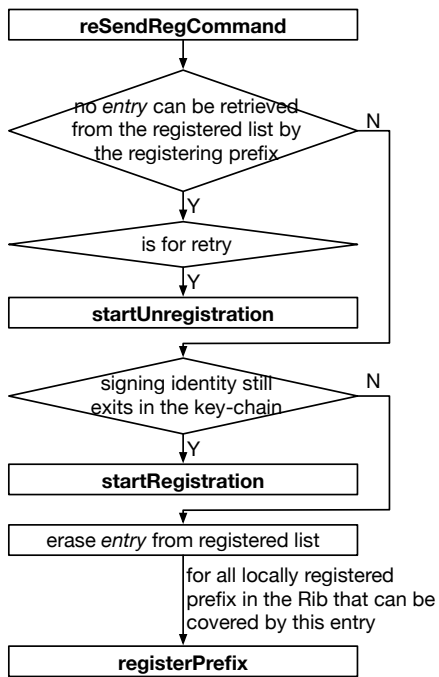 reSendRegCommand
no entry can be retrieved
from the registered list by
the registering prefix
N
Y
is for retry
Y
startUnregistration
signing identity still
exits in the key-chain
N
Y
startRegistration
erase entry from registered list
for all locally registered
prefix in the Rib that can be
covered by this entry
registerPrefix